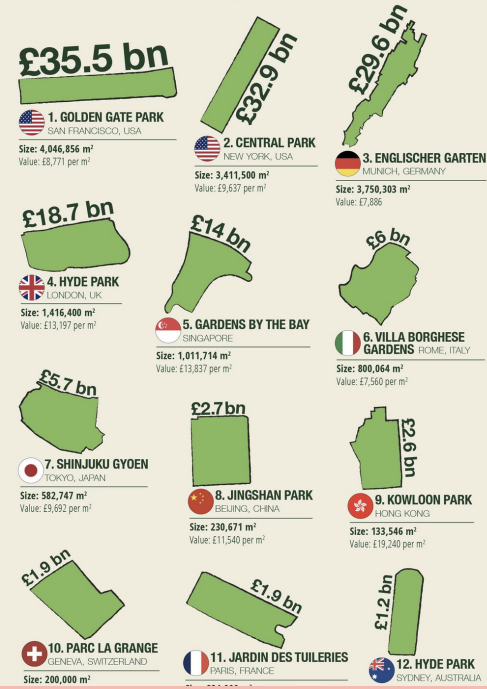 £35.5 bn
1. GOLDEN GATE PARK
SAN FRANCISCO, USA
Size: 4,046,856 m²
Value: £8,771 per m²
£32.9 bn
2. CENTRAL PARK
NEW YORK, USA
Size: 3,411,500 m²
Value: £9,637 per m²
£29.6 bn
3. ENGLISCHER GARTEN
MUNICH, GERMANY
Size: 3,750,303 m²
Value: £7,886
£18.7 bn
4. HYDE PARK
LONDON, UK
Size: 1,416,400 m²
Value: £13,197 per m²
£14 bn
5. GARDENS BY THE BAY
SINGAPORE
Size: 1,011,714 m²
Value: £13,837 per m²
£6 bn
6. VILLA BORGHESE
GARDENS ROME, ITALY
Size: 800,064 m²
Value: £7,560 per m²
£5.7 bn
7. SHINJUKU GYOEN
TOKYO, JAPAN
Size: 582,747 m²
Value: £9,692 per m²
£2.7 bn
8. JINGSHAN PARK
BEIJING, CHINA
Size: 230,671 m²
Value: £11,540 per m²
£2.6 bn
9. KOWLOON PARK
HONG KONG
Size: 133,546 m²
Value: £19,240 per m²
£1.9 bn
10. PARC LA GRANGE
GENEVA, SWITZERLAND
Size: 200,000 m²
£1.9 bn
11. JARDIN DES TUILERIES
PARIS, FRANCE
£1.2 bn
12. HYDE PARK
SYDNEY, AUSTRALIA